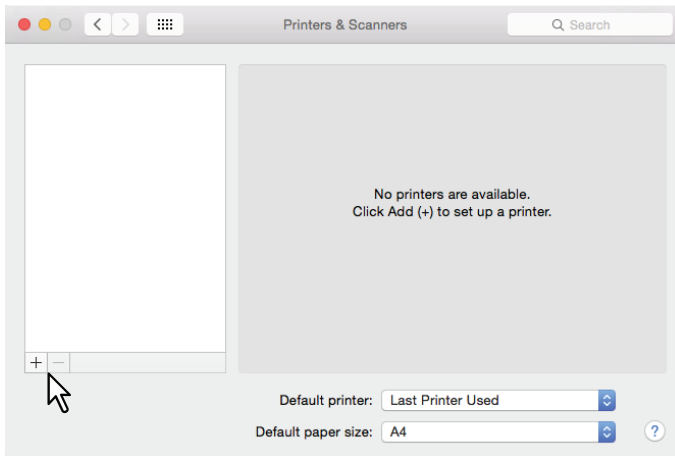 Printers & Scanners
Search
No printers are available.
Click Add (+) to set up a printer.
+ −
Default printer: Last Printer Used
Default paper size: A4 ?